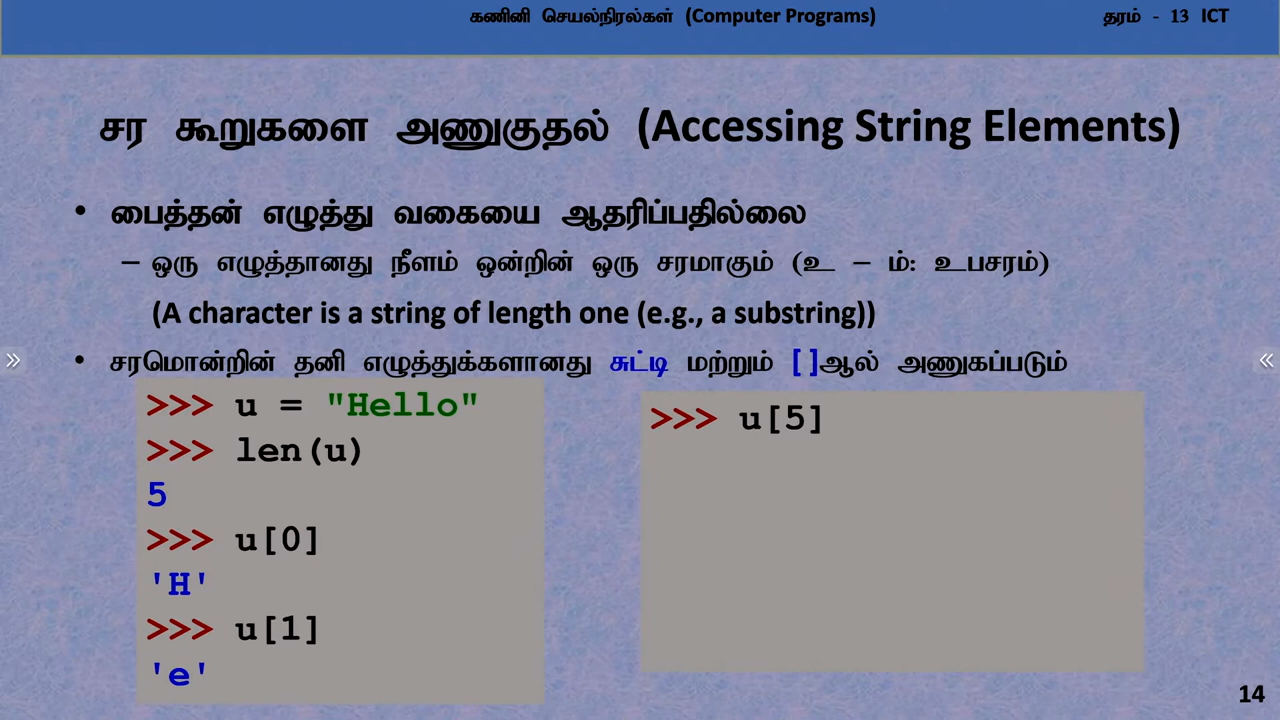 கணினி செயல்நிரல்கள் (Computer Programs) தரம் - 13 ICT
சர கூறுகளை அணுகுதல் (Accessing String Elements)
• பைத்தன் எழுத்து வகையை ஆதரிப்பதில்லை
– ஒரு எழுத்தானது நீளம் ஒன்றின் ஒரு சரமாகும் (உ – ம்: உபசரம்)
(A character is a string of length one (e.g., a substring))
• சரமொன்றின் தனி எழுத்துக்களானது சுட்டி மற்றும் [ ]ஆல் அணுகப்படும்
>>> u = "Hello"
>>> len(u)
5
>>> u[0]
'H'
>>> u[1]
'e'
>>> u[5]
14